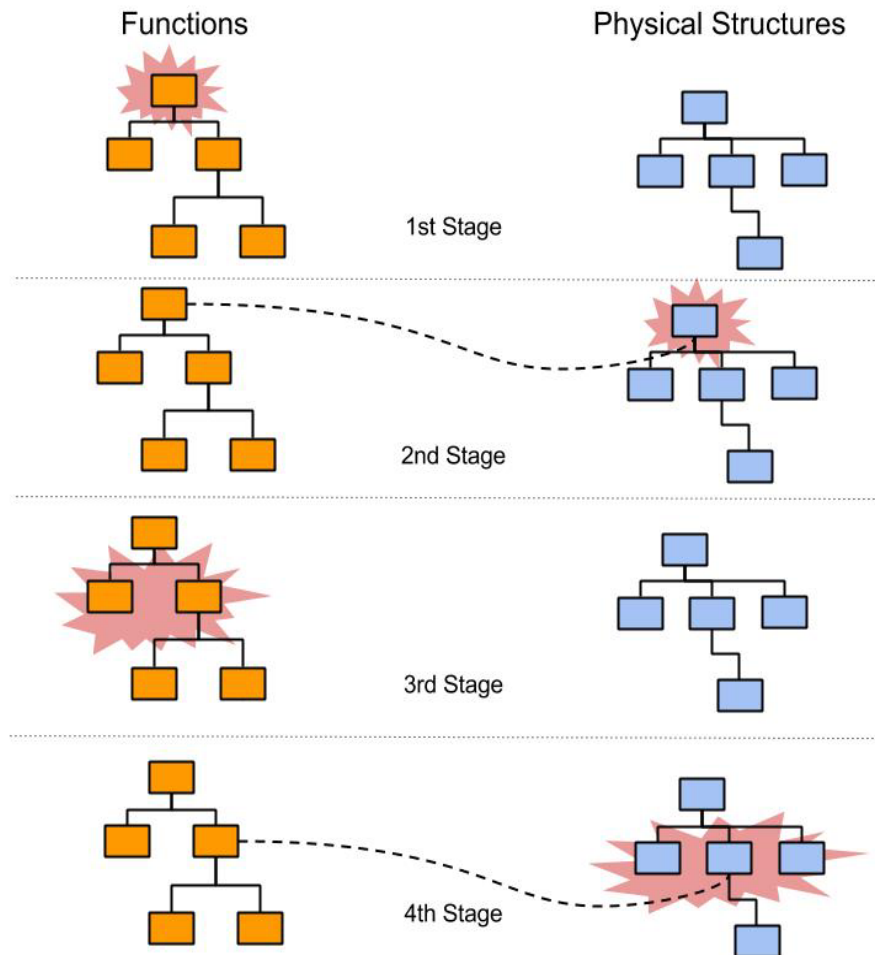 Functions
Physical Structures
1st Stage
2nd Stage
3rd Stage
4th Stage